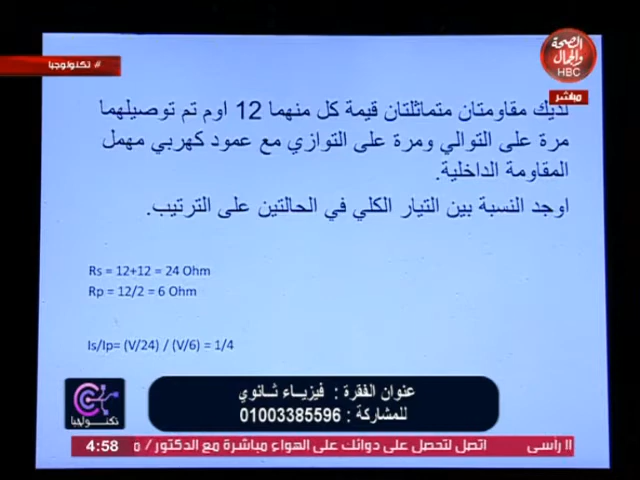 الصحة
والجمال
HBC
مباشر
# تكنولوجيا
لديك مقاومتان متماثلتان قيمة كل منهما 12 اوم تم توصيلهما
مرة على التوالي ومرة على التوازي مع عمود كهربي مهمل
المقاومة الداخلية.
اوجد النسبة بين التيار الكلي في الحالتين على الترتيب.
Rs = 12+12 = 24 Ohm
Rp = 12/2 = 6 Ohm
Is/Ip= (V/24) / (V/6) = 1/4
عنوان الفقرة : فيزياء ثانوي
للمشاركة : 01003385596
تكنولوجيا
4:58
اتصل لتحصل على دوائك على الهواء مباشرة مع الدكتور/ م
اا رأسى